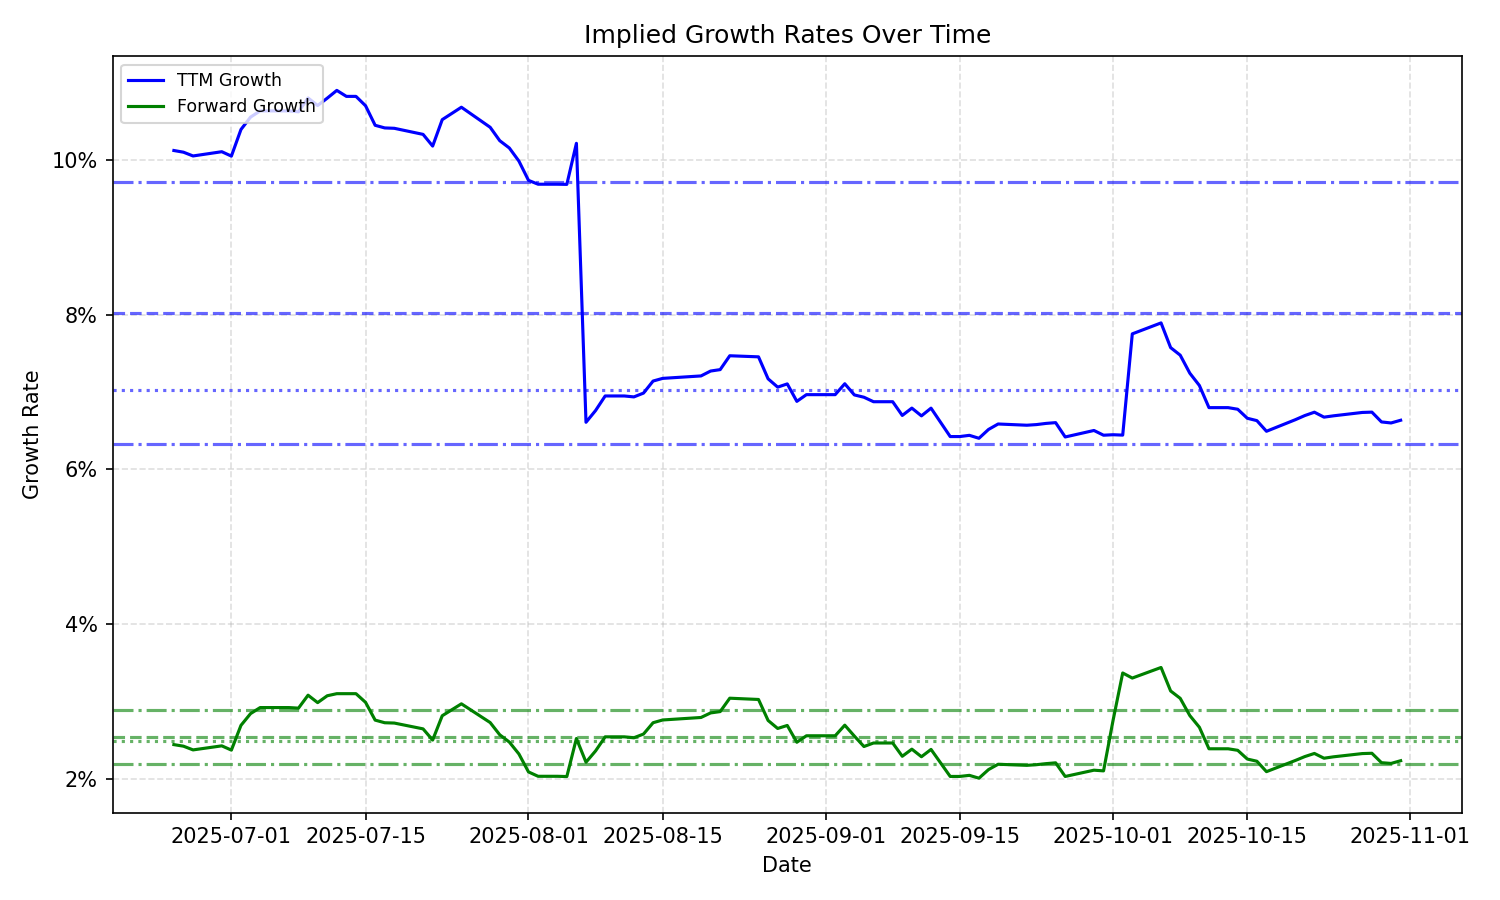 Implied Growth Rates Over Time
TTM Growth
Forward Growth
Growth Rate
10%
8%
6%
4%
2%
2025-07-01
2025-07-15
2025-08-01
2025-08-15
2025-09-01
2025-09-15
2025-10-01
2025-10-15
2025-11-01
Date